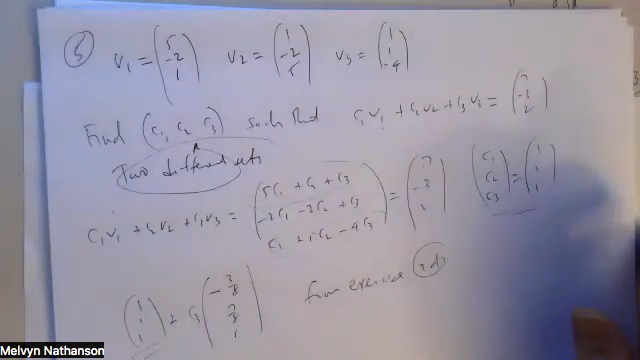 ⑤ V1 = (5 -2 1) V2 = (1 -2 5) V3 = (1 1 -4)
Find (C1, C2 C3) such that C1V1 + C2V2 + C3V3 = (7 -3 2)
Two different sets
C1V1 + C2V2 + C3V3 = (5C1 + C2 + C3 -2C1 -2C2 + C3 C1 + 5C2 - 4C3) = (7 -3 2) (C1 C2 C3) = (1 1 1)
(1 1 1) + C3 (-3/8 7/8 1) from exercise 2d
Melvyn Nathanson